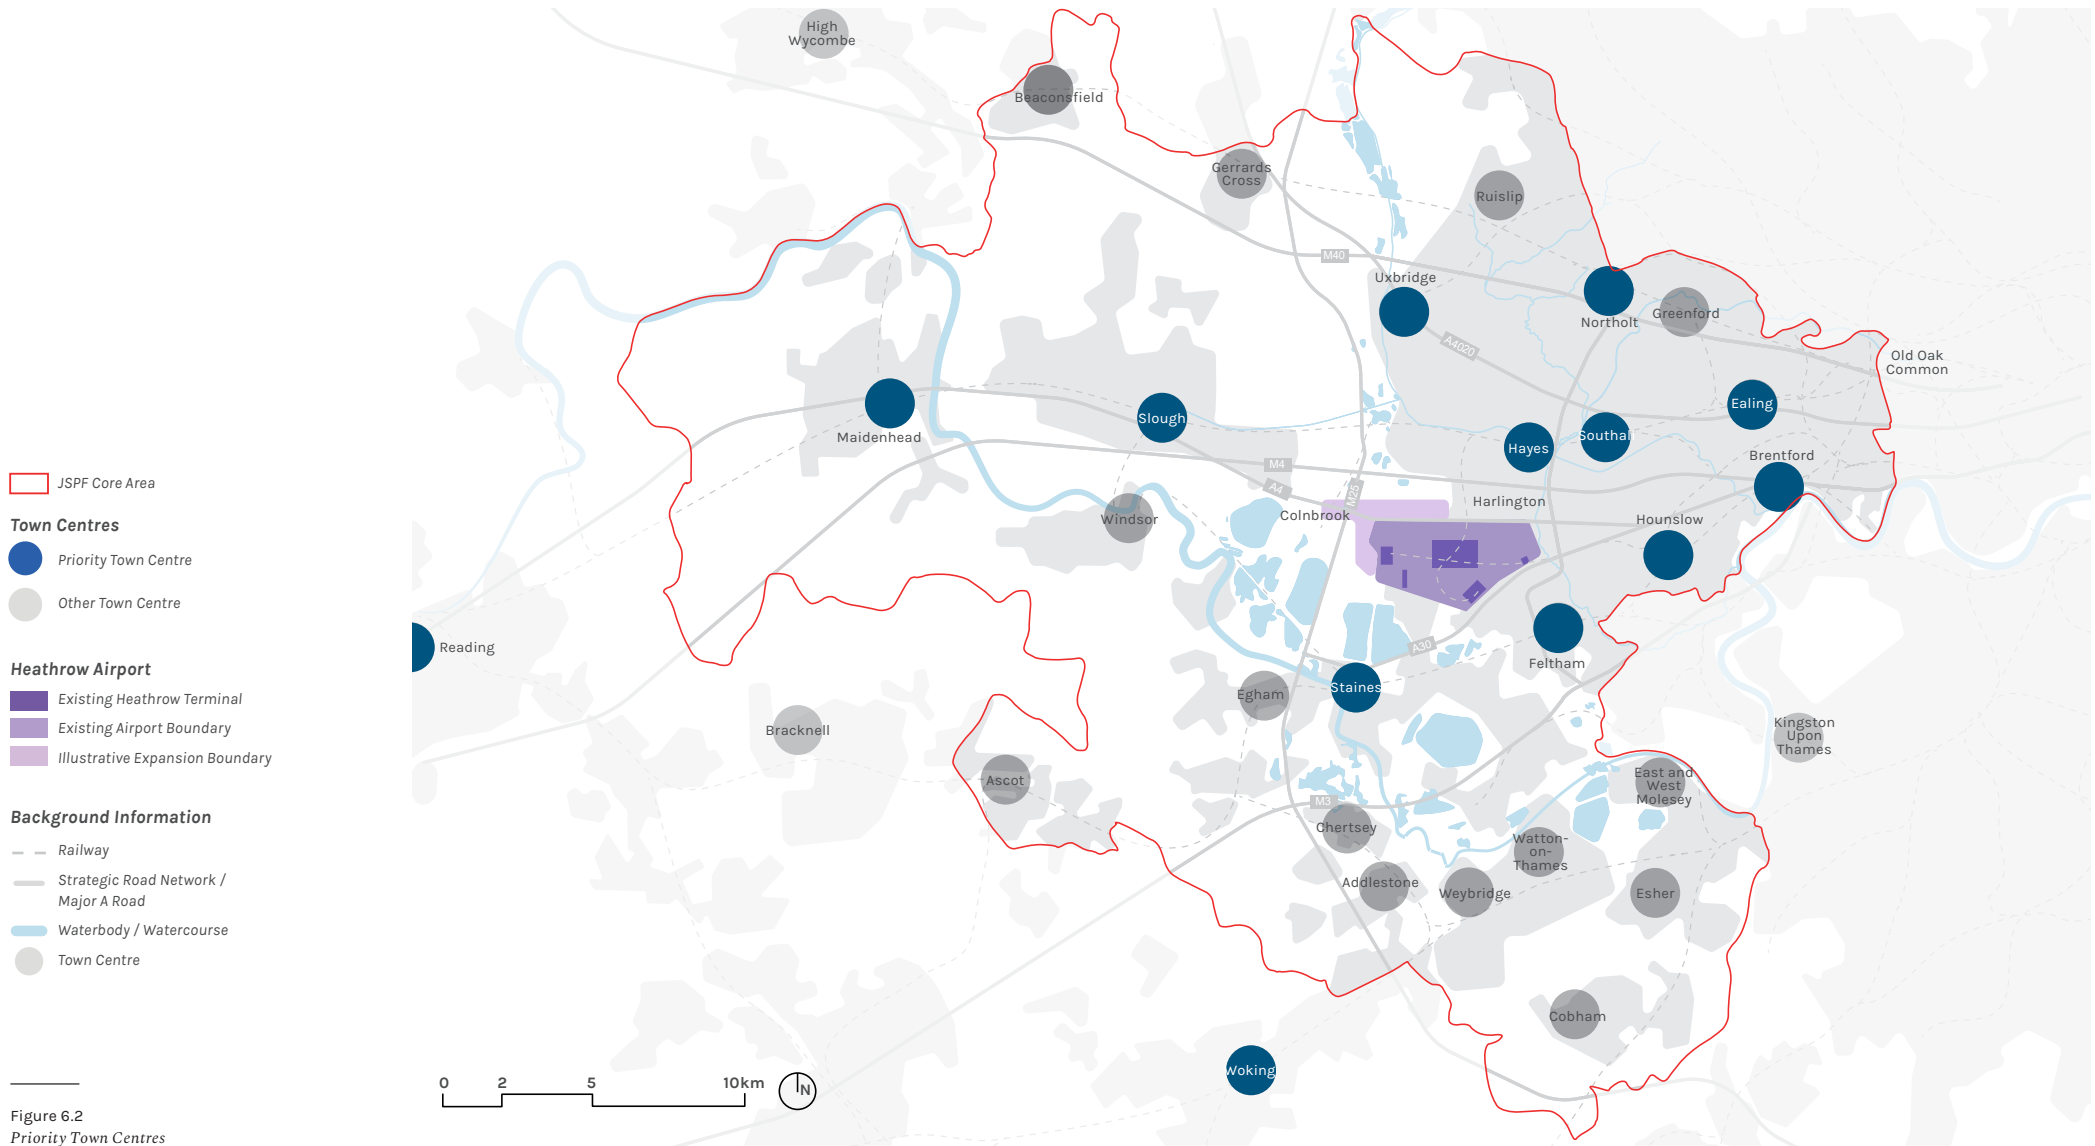 JSPF Core Area
Town Centres
Priority Town Centre
Other Town Centre
Heathrow Airport
Existing Heathrow Terminal
Existing Airport Boundary
Illustrative Expansion Boundary
Background Information
Railway
Strategic Road Network /
Major A Road
Waterbody / Watercourse
Town Centre
Figure 6.2
Priority Town Centres
High
Wycombe
Beaconsfield
Gerrards
Cross
Ruislip
M40
Uxbridge
Northolt
Greenford
A4020
Old Oak
Common
Maidenhead
Slough
Ealing
Hayes
Southall
Brentford
M4
A4
M25
Windsor
Colnbrook
Harlington
Hounslow
Reading
A30
Feltham
Egham
Staines
Bracknell
Kingston
Upon
Thames
Ascot
East and
West
Molesey
M3
Chertsey
Watton-
on-
Thames
Addlestone
Weybridge
Esher
Cobham
Woking
0 2 5 10km
N